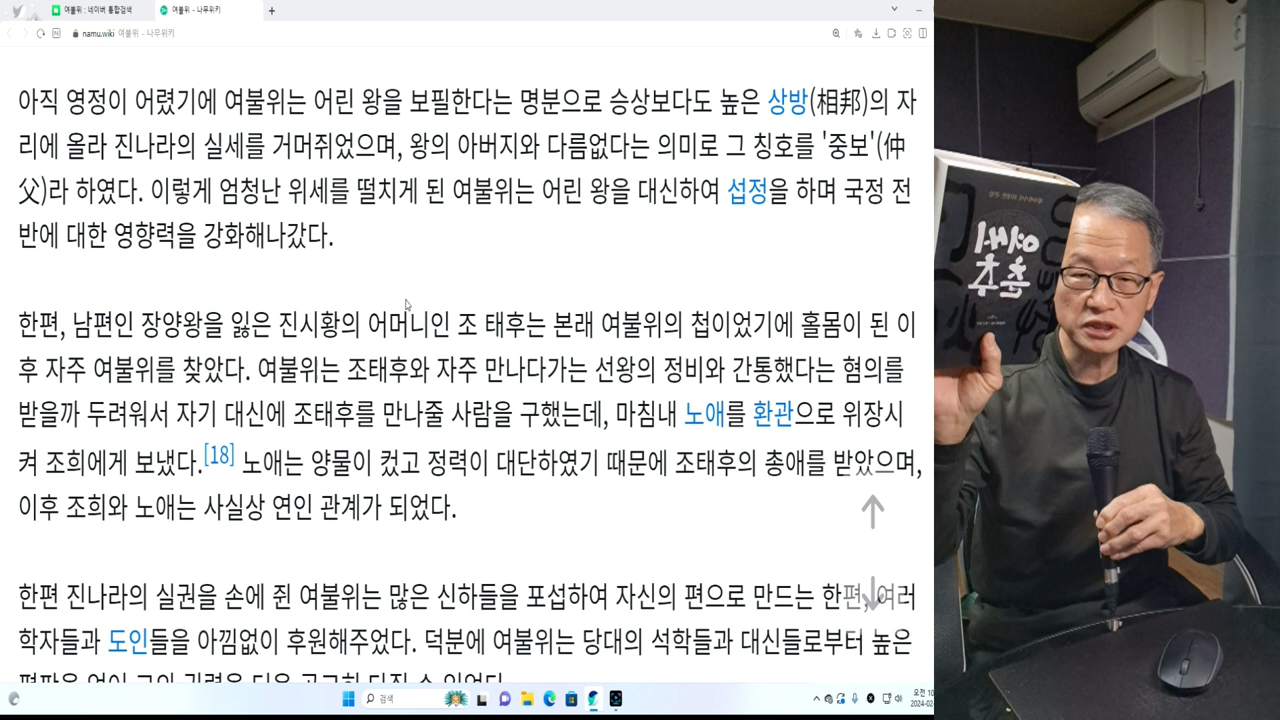 여불위 : 네이버 통합검색
여불위 - 나무위키
namu.wiki 여불위 - 나무위키
아직 영정이 어렸기에 여불위는 어린 왕을 보필한다는 명분으로 승상보다도 높은 상방(相邦)의 자
리에 올라 진나라의 실세를 거머쥐었으며, 왕의 아버지와 다름없다는 의미로 그 칭호를 '중보'(仲
父)라 하였다. 이렇게 엄청난 위세를 떨치게 된 여불위는 어린 왕을 대신하여 섭정을 하며 국정 전
반에 대한 영향력을 강화해나갔다.
한편, 남편인 장양왕을 잃은 진시황의 어머니인 조 태후는 본래 여불위의 첩이었기에 홀몸이 된 이
후 자주 여불위를 찾았다. 여불위는 조태후와 자주 만나다가는 선왕의 정비와 간통했다는 혐의를
받을까 두려워서 자기 대신에 조태후를 만나줄 사람을 구했는데, 마침내 노애를 환관으로 위장시
켜 조희에게 보냈다.[18] 노애는 양물이 컸고 정력이 대단하였기 때문에 조태후의 총애를 받았으며,
이후 조희와 노애는 사실상 연인 관계가 되었다.
한편 진나라의 실권을 손에 쥔 여불위는 많은 신하들을 포섭하여 자신의 편으로 만드는 한편, 여러
학자들과 도인들을 아낌없이 후원해주었다. 덕분에 여불위는 당대의 석학들과 대신들로부터 높은
검색
오전 10
2024-02
여씨
춘추